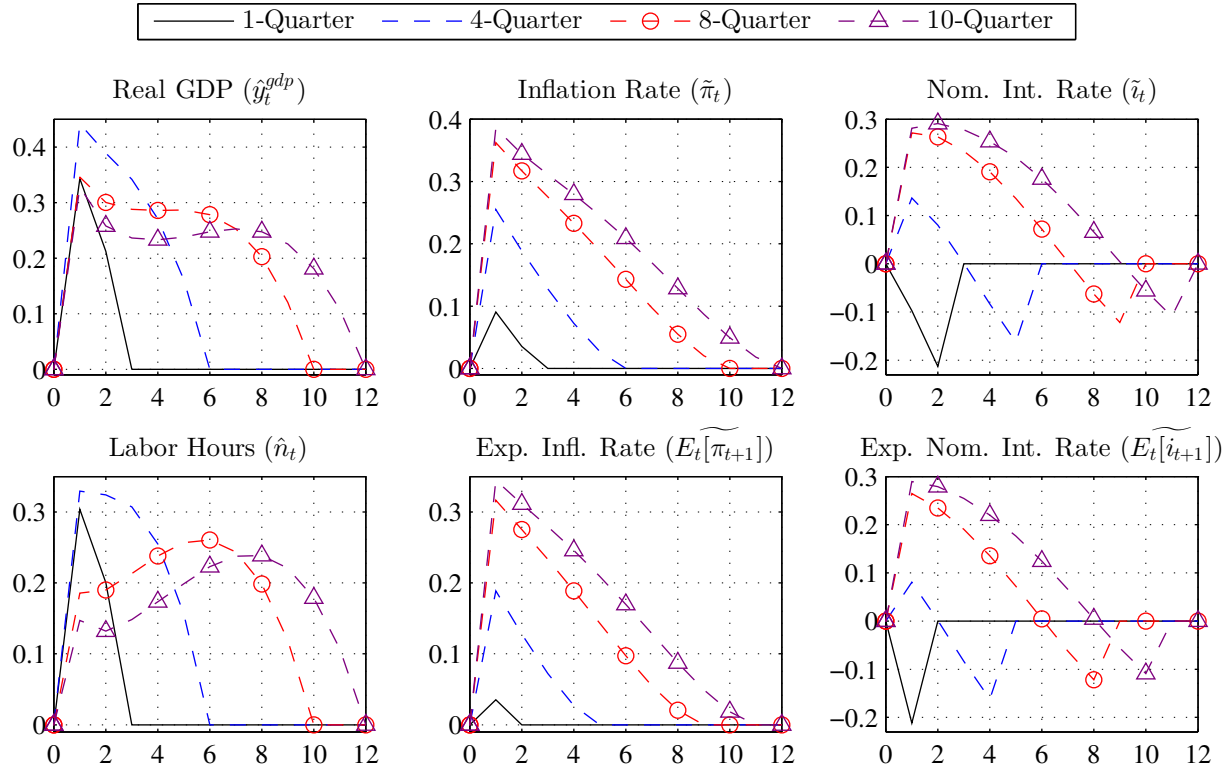 1-Quarter 4-Quarter 8-Quarter 10-Quarter
Real GDP (ŷ_t^{gdp})
0.4
0.3
0.2
0.1
0
0 2 4 6 8 10 12
Inflation Rate (π̃_t)
0.4
0.3
0.2
0.1
0
0 2 4 6 8 10 12
Nom. Int. Rate (ĩ_t)
0.3
0.2
0.1
0
−0.1
−0.2
0 2 4 6 8 10 12
Labor Hours (n̂_t)
0.3
0.2
0.1
0
0 2 4 6 8 10 12
Exp. Infl. Rate (\widetilde{E_t[π_{t+1}]})
0.3
0.2
0.1
0
0 2 4 6 8 10 12
Exp. Nom. Int. Rate (\widetilde{E_t[i_{t+1}]})
0.3
0.2
0.1
0
−0.1
−0.2
0 2 4 6 8 10 12